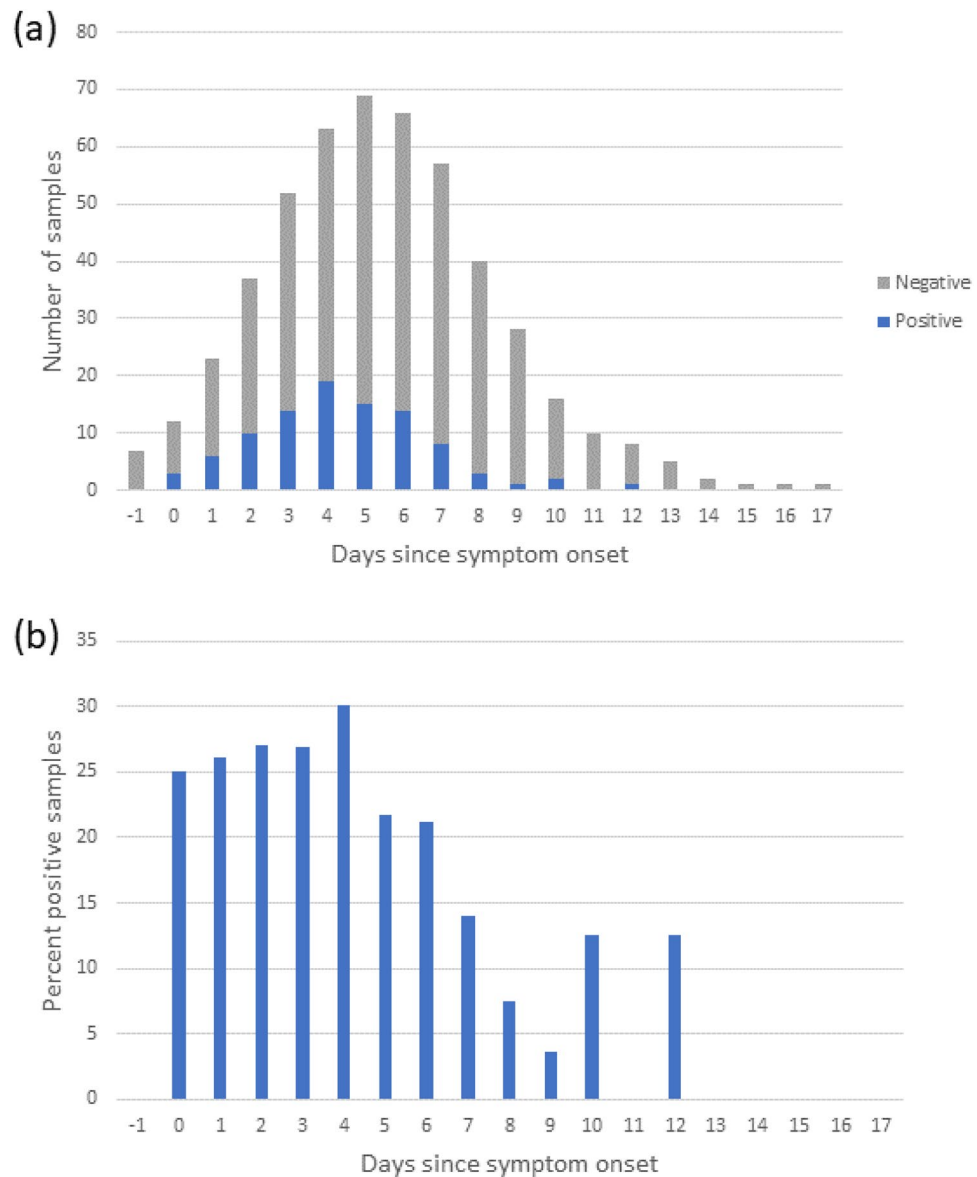 (a)
80
70
60
50
40
30
20
10
0
Number of samples
-1 0 1 2 3 4 5 6 7 8 9 10 11 12 13 14 15 16 17
Days since symptom onset
Negative
Positive
(b)
35
30
25
20
15
10
5
0
Percent positive samples
-1 0 1 2 3 4 5 6 7 8 9 10 11 12 13 14 15 16 17
Days since symptom onset